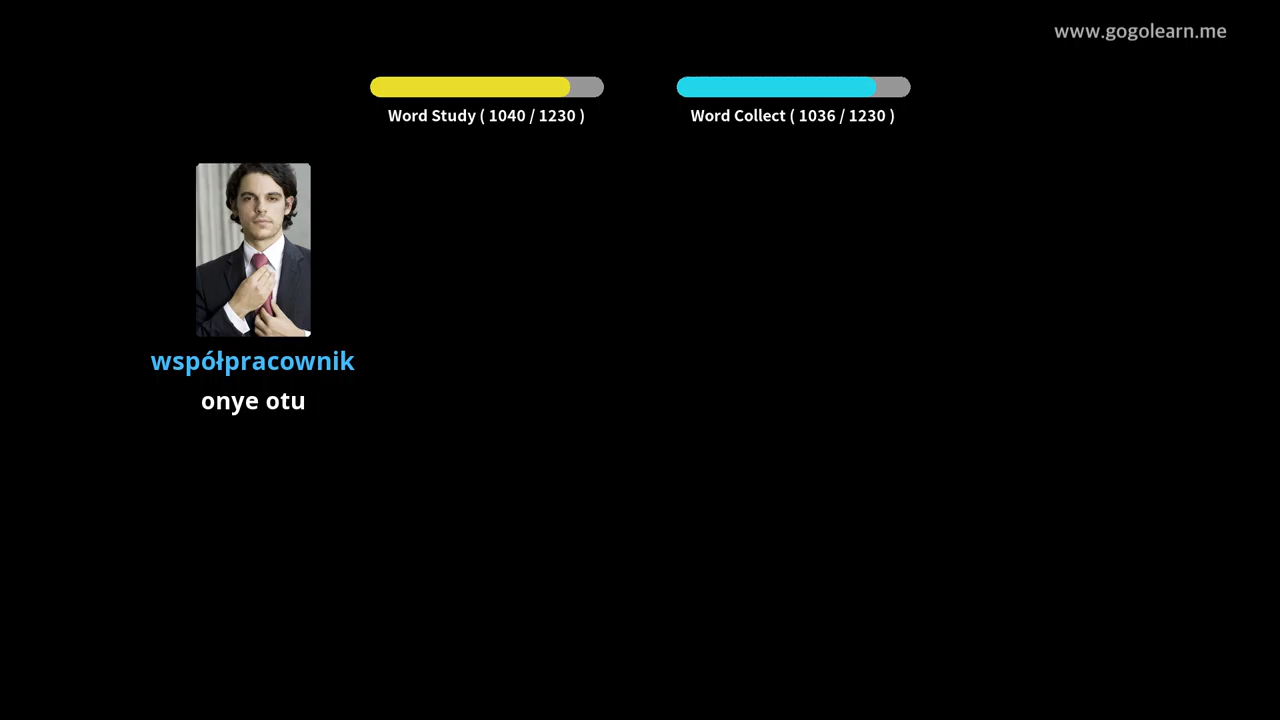 www.gogolearn.me
Word Study ( 1040 / 1230 )
Word Collect ( 1036 / 1230 )
współpracownik
onye otu